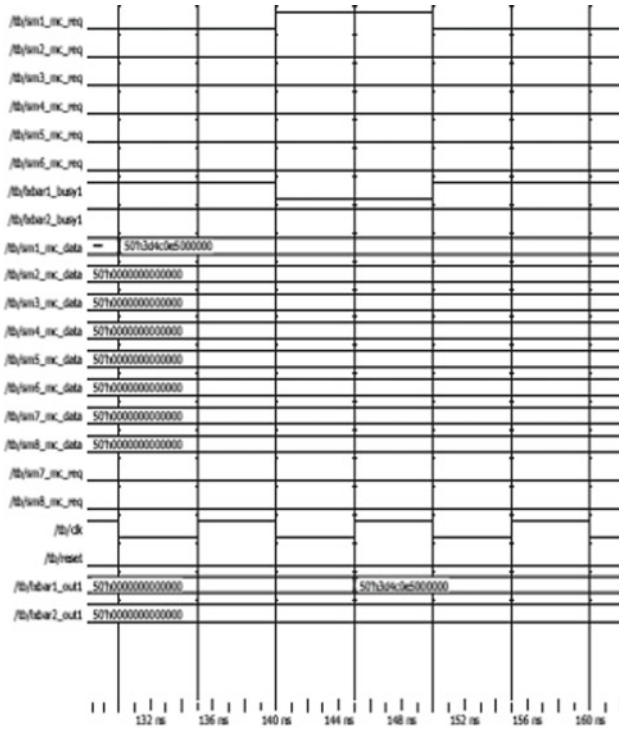 /tb/sm1_mc_req
/tb/sm2_mc_req
/tb/sm3_mc_req
/tb/sm4_mc_req
/tb/sm5_mc_req
/tb/sm6_mc_req
/tb/lxbar1_busy1
/tb/lxbar2_busy1
/tb/sm1_mc_data 50'h3d4c0e5000000
/tb/sm2_mc_data 50'h0000000000000
/tb/sm3_mc_data 50'h0000000000000
/tb/sm4_mc_data 50'h0000000000000
/tb/sm5_mc_data 50'h0000000000000
/tb/sm6_mc_data 50'h0000000000000
/tb/sm7_mc_data 50'h0000000000000
/tb/sm8_mc_data 50'h0000000000000
/tb/sm7_mc_req
/tb/sm8_mc_req
/tb/clk
/tb/reset
/tb/lxbar1_out1 50'h0000000000000 50'h3d4c0e5000000
/tb/lxbar2_out1 50'h0000000000000
132 ns 136 ns 140 ns 144 ns 148 ns 152 ns 156 ns 160 ns